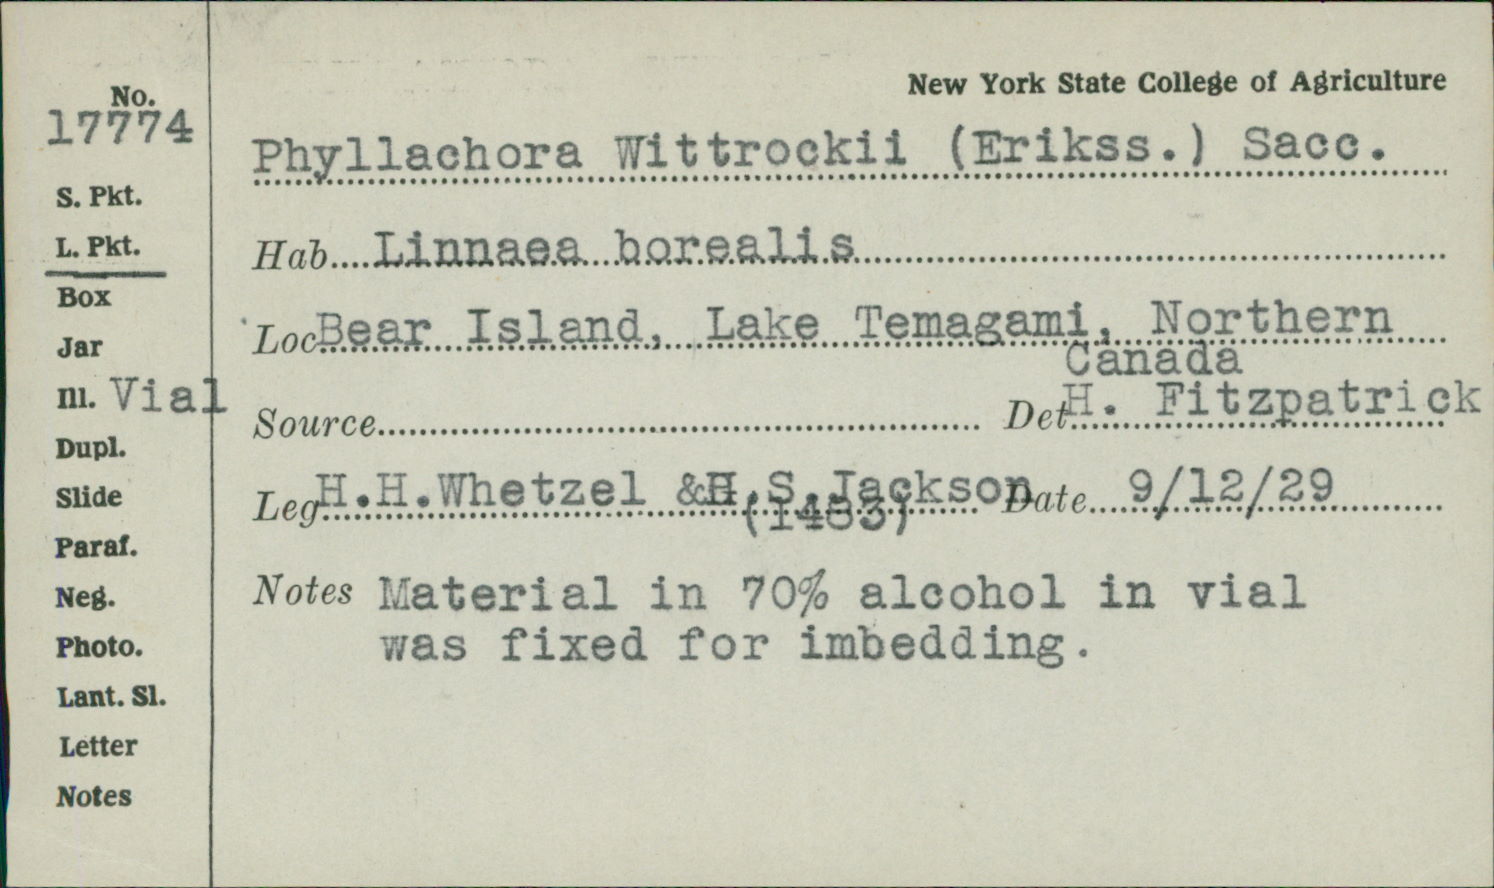 New York State College of Agriculture
No.
17774
Phyllachora Wittrockii (Erikss.) Sacc.
S. Pkt.
L. Pkt.
Hab....Linnaea borealis
Box
Jar
Loc Bear Island, Lake Temagami, Northern
Canada
Ill. Vial
Source
Det H. Fitzpatrick
Dupl.
Slide
Leg H.H.Whetzel &H.S.Jackson
(1483)
Date 9/12/29
Paraf.
Neg.
Notes Material in 70% alcohol in vial
was fixed for imbedding.
Photo.
Lant. Sl.
Letter
Notes